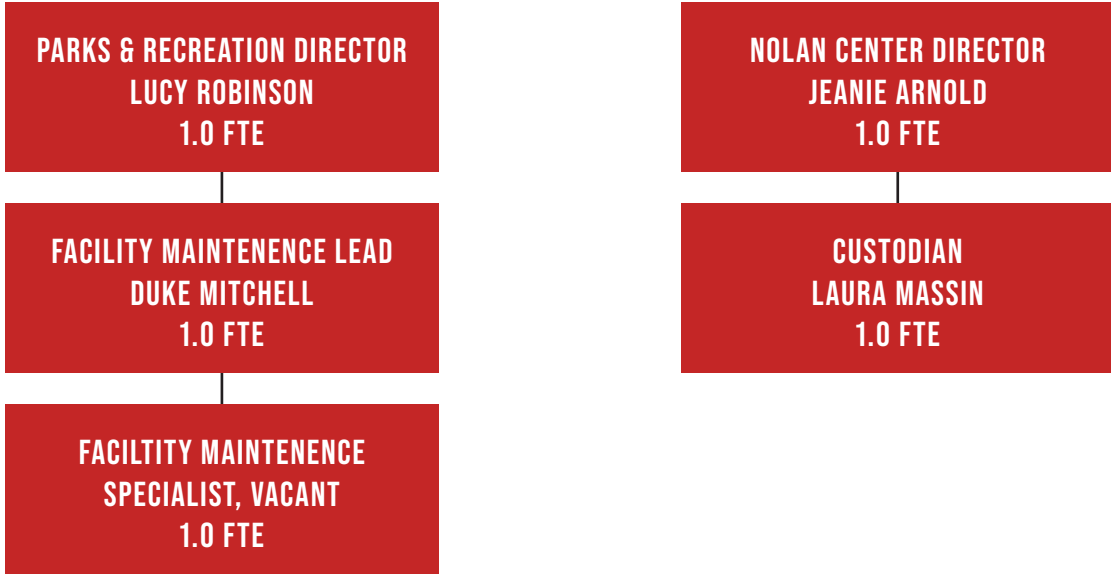 PARKS & RECREATION DIRECTOR
LUCY ROBINSON
1.0 FTE
FACILITY MAINTENENCE LEAD
DUKE MITCHELL
1.0 FTE
FACILTITY MAINTENENCE
SPECIALIST, VACANT
1.0 FTE
NOLAN CENTER DIRECTOR
JEANIE ARNOLD
1.0 FTE
CUSTODIAN
LAURA MASSIN
1.0 FTE